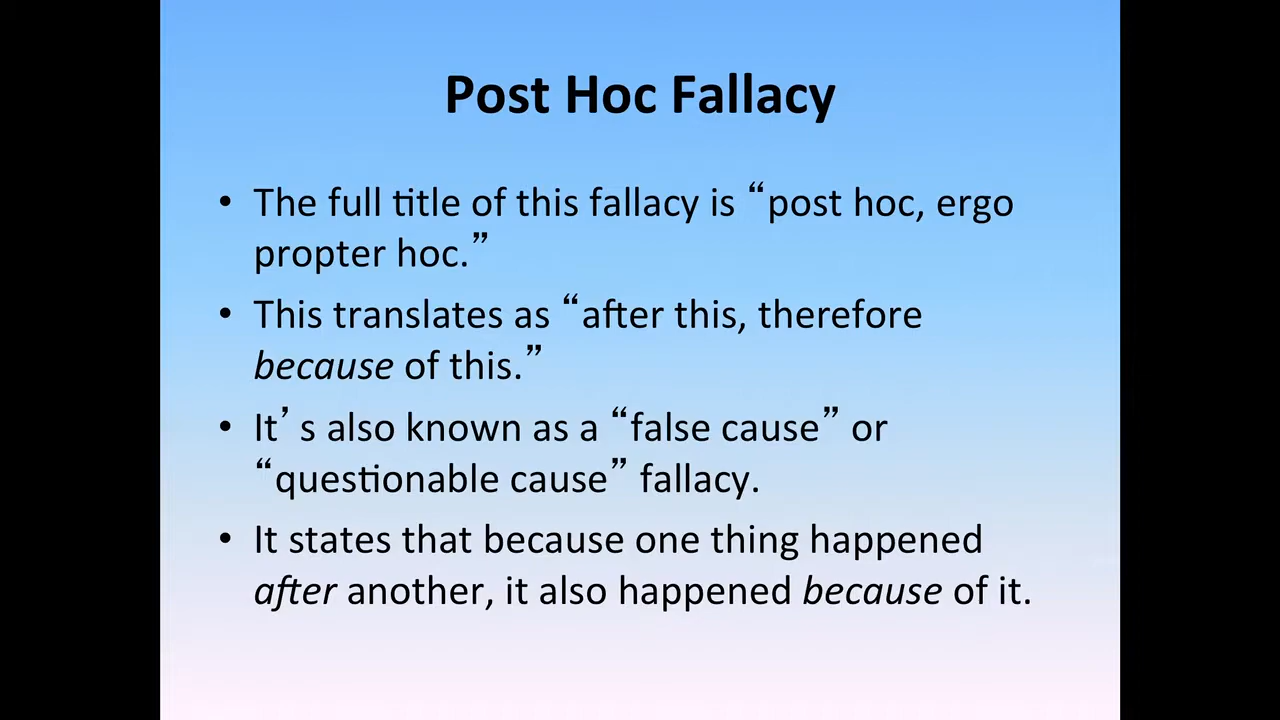 Post Hoc Fallacy
• The full title of this fallacy is “post hoc, ergo
propter hoc.”
• This translates as “after this, therefore
because of this.”
• It’s also known as a “false cause” or
“questionable cause” fallacy.
• It states that because one thing happened
after another, it also happened because of it.